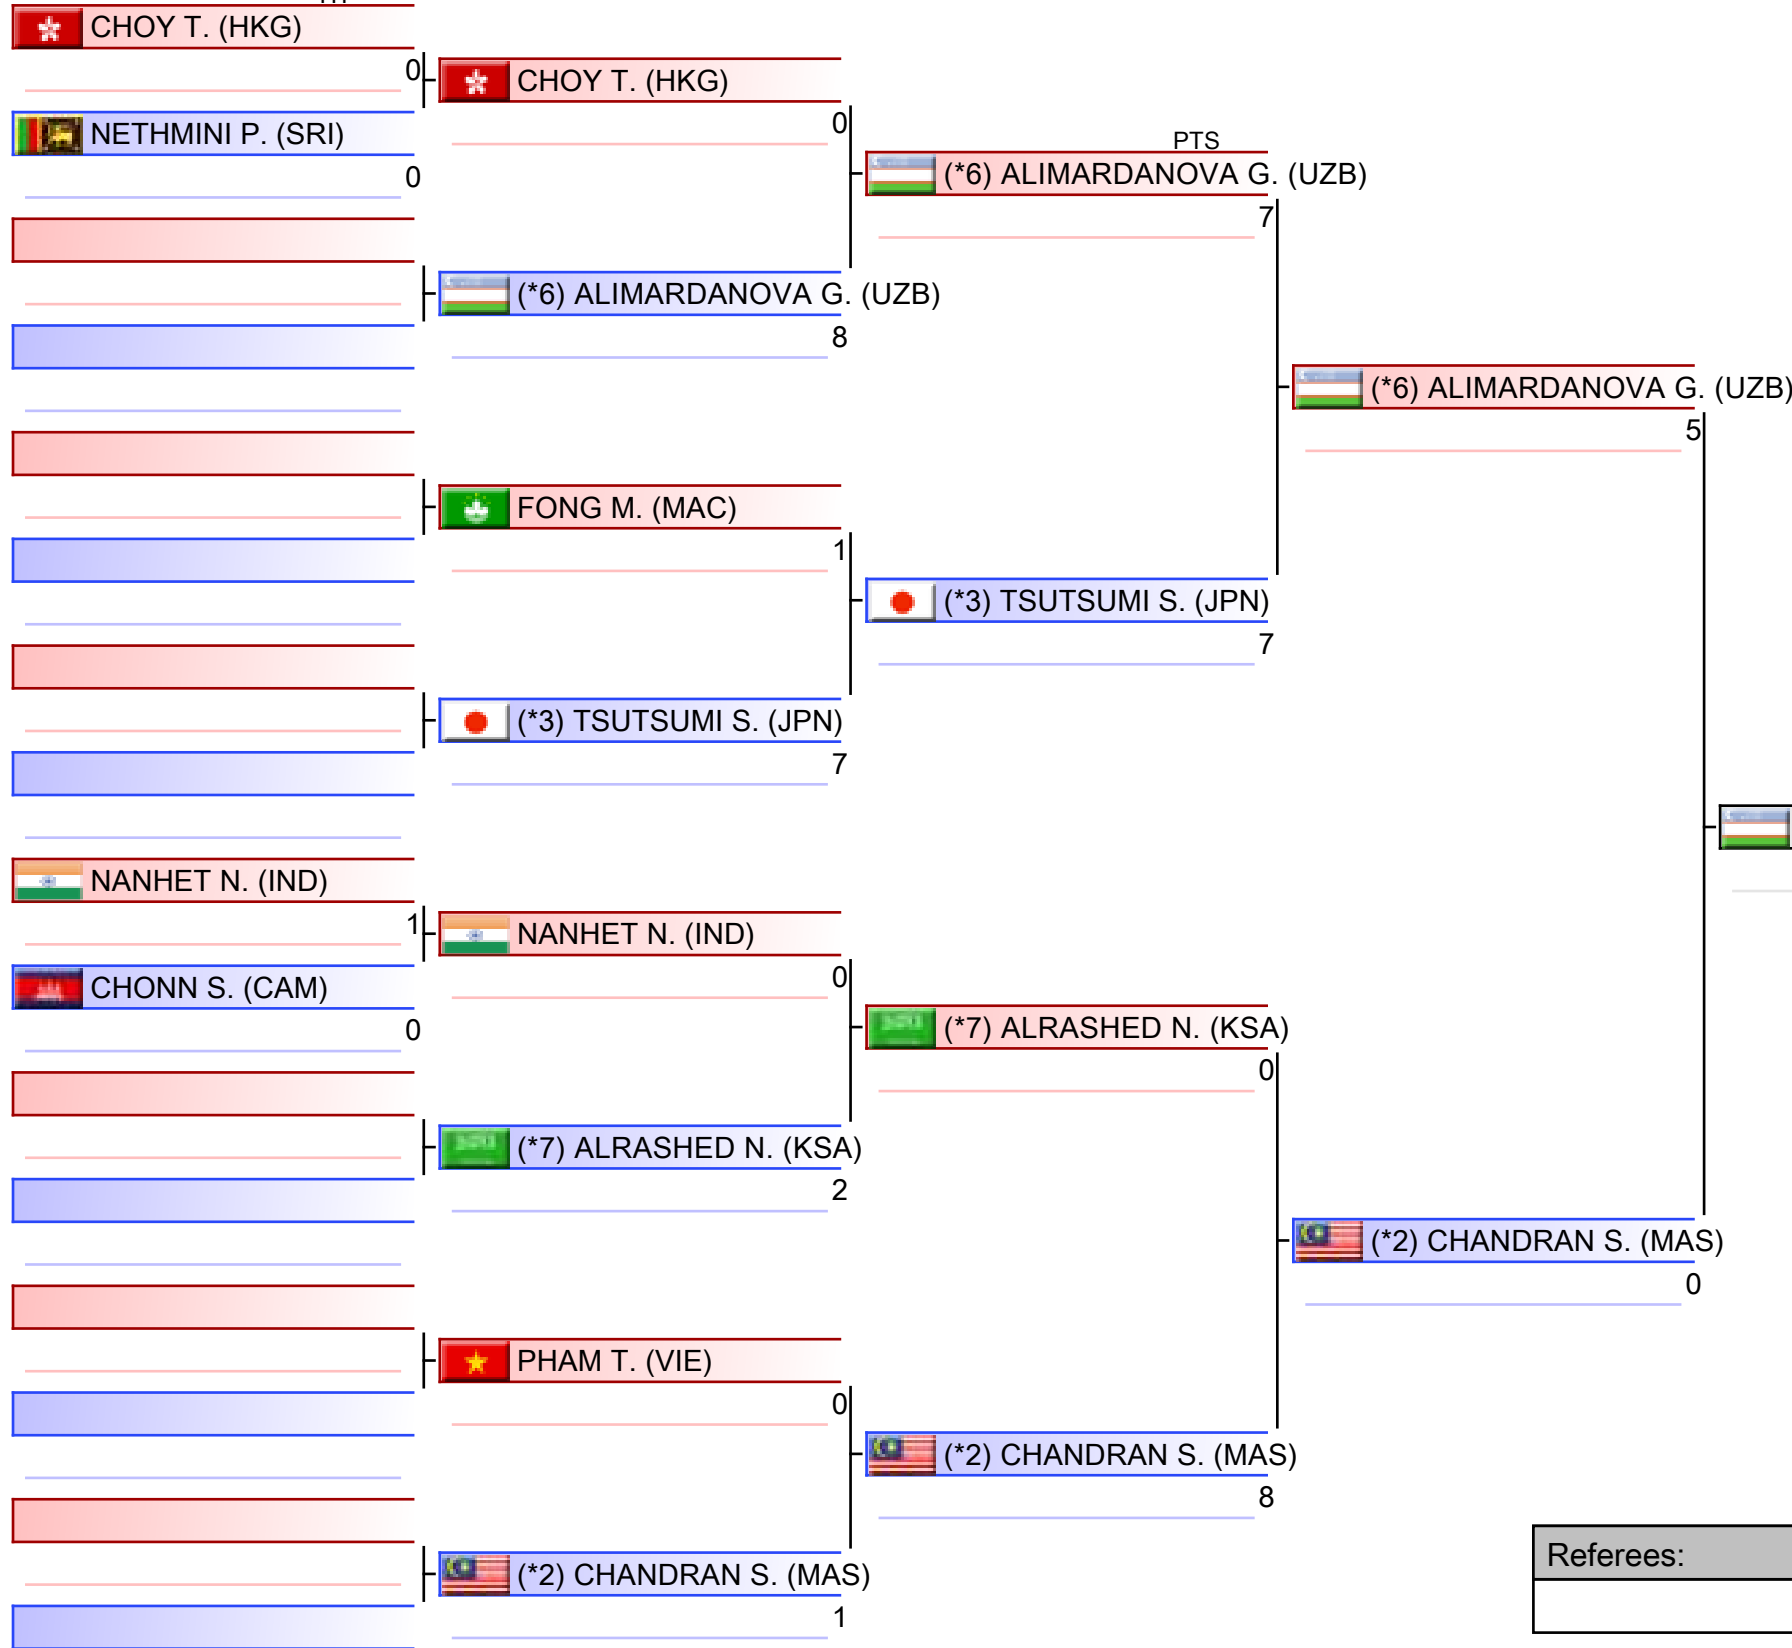 CHOY T. (HKG)
0
NETHMINI P. (SRI)
0
NANHET N. (IND)
1
CHONN S. (CAM)
0
CHOY T. (HKG)
0
(*6) ALIMARDANOVA G. (UZB)
8
FONG M. (MAC)
1
(*3) TSUTSUMI S. (JPN)
7
NANHET N. (IND)
0
(*7) ALRASHED N. (KSA)
2
PHAM T. (VIE)
0
(*2) CHANDRAN S. (MAS)
1
PTS
(*6) ALIMARDANOVA G. (UZB)
7
(*3) TSUTSUMI S. (JPN)
7
(*7) ALRASHED N. (KSA)
0
(*2) CHANDRAN S. (MAS)
8
(*6) ALIMARDANOVA G. (UZB)
5
(*2) CHANDRAN S. (MAS)
0
Referees: